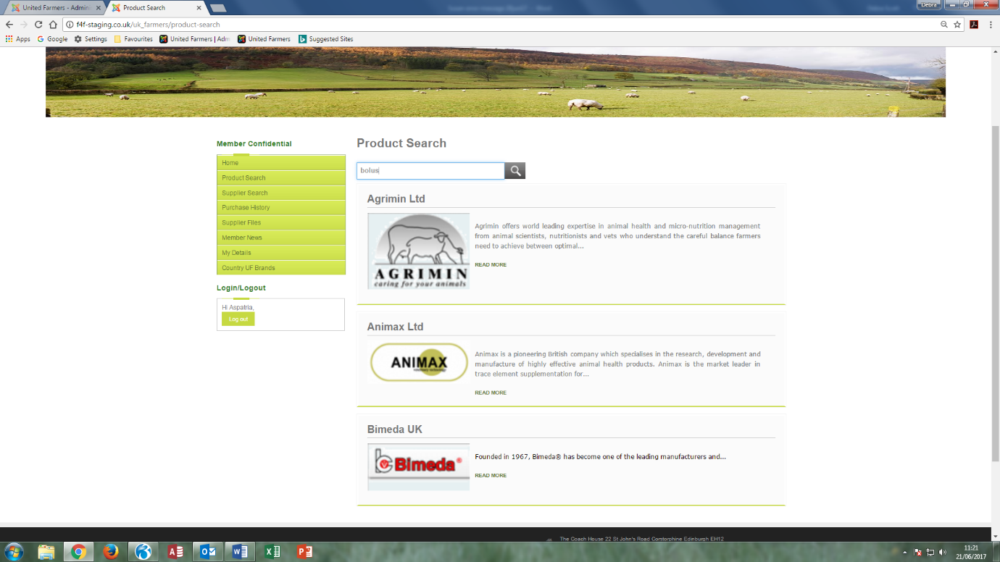 United Farmers - Admin
Product Search
Debra
f4f-staging.co.uk/uk_farmers/product-search
Apps
Google
Settings
Favourites
United Farmers | Adm
United Farmers
Suggested Sites
Member Confidential
Home
Product Search
Supplier Search
Purchase History
Supplier Files
Member News
My Details
Country UF Brands
Login/Logout
Hi Aspatria,
Log out
Product Search
bolus
Agrimin Ltd
AGRIMIN
caring for your animals
Agrimin offers world leading expertise in animal health and micro-nutrition management
from animal scientists, nutritionists and vets who understand the careful balance farmers
need to achieve between optimal...
READ MORE
Animax Ltd
ANIMAX
veterinary technology
Animax is a pioneering British company which specialises in the research, development and
manufacture of highly effective animal health products. Animax is the market leader in
trace element supplementation for...
READ MORE
Bimeda UK
Bimeda®
Founded in 1967, Bimeda® has become one of the leading manufacturers and...
READ MORE
The Coach House 22 St John's Road Corstorphine Edinburgh EH12
11:21
21/06/2017